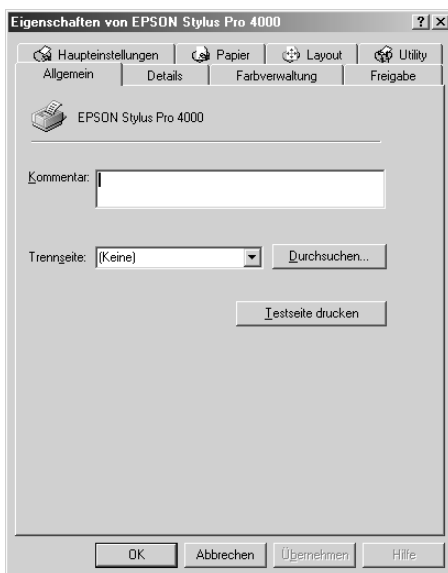 Eigenschaften von EPSON Stylus Pro 4000
Haupteinstellungen Papier Layout Utility
Allgemein Details Farbverwaltung Freigabe
EPSON Stylus Pro 4000
Kommentar:
Trennseite: (Keine) Durchsuchen...
Testseite drucken
OK Abbrechen Übernehmen Hilfe